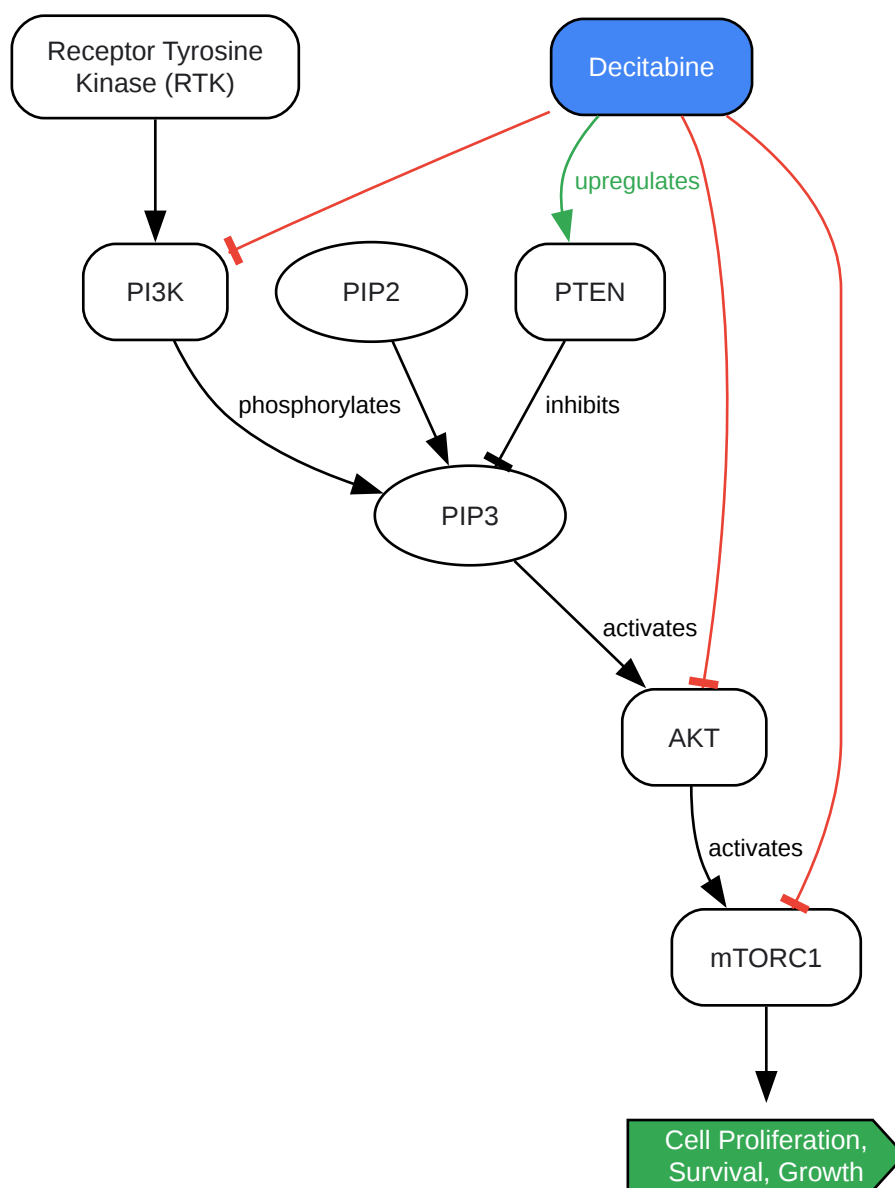 Receptor Tyrosine
Kinase (RTK)
Decitabine
upregulates
PI3K
PIP2
PTEN
phosphorylates
inhibits
PIP3
activates
AKT
activates
mTORC1
Cell Proliferation,
Survival, Growth